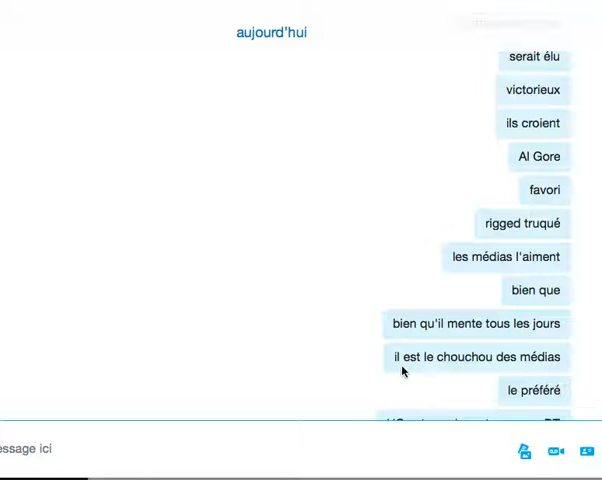 aujourd'hui
serait élu
victorieux
ils croient
Al Gore
favori
rigged truqué
les médias l'aiment
bien que
bien qu'il mente tous les jours
il est le chouchou des médias
le préféré
essage ici